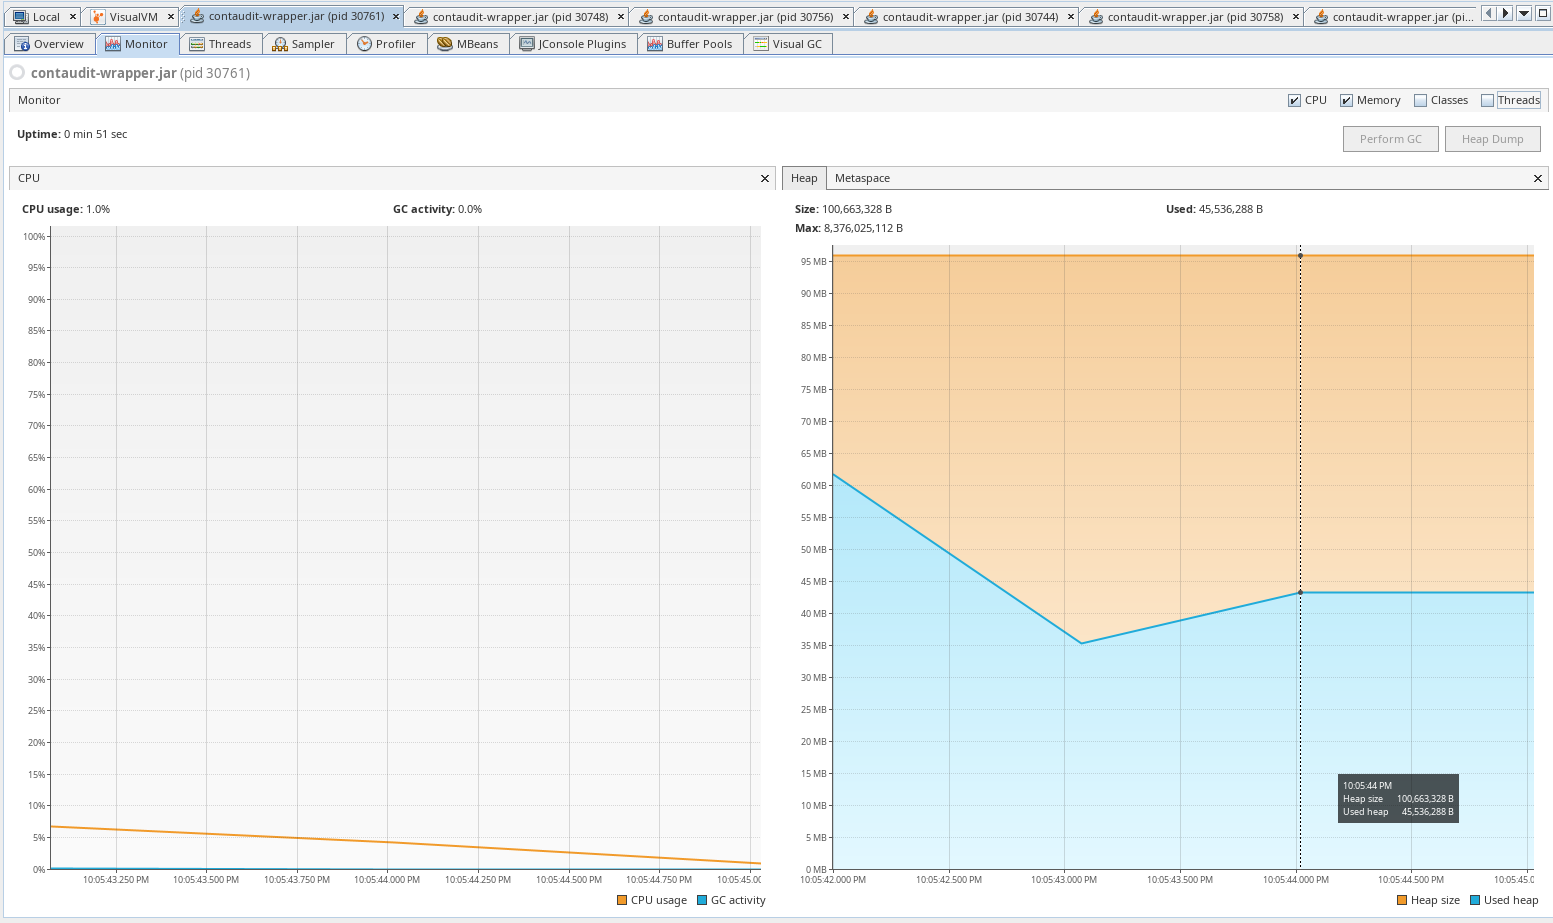 Local VisualVM contaudit-wrapper.jar (pid 30761) contaudit-wrapper.jar (pid 30748) contaudit-wrapper.jar (pid 30756) contaudit-wrapper.jar (pid 30744) contaudit-wrapper.jar (pid 30758) contaudit-wrapper.jar (pi...
Overview Monitor Threads Sampler Profiler MBeans JConsole Plugins Buffer Pools Visual GC
contaudit-wrapper.jar (pid 30761)
Monitor CPU Memory Classes Threads
Uptime: 0 min 51 sec
Perform GC Heap Dump
CPU
CPU usage: 1.0% GC activity: 0.0%
100%
95%
90%
85%
80%
75%
70%
65%
60%
55%
50%
45%
40%
35%
30%
25%
20%
15%
10%
5%
0%
10:05:43.250 PM 10:05:43.500 PM 10:05:43.750 PM 10:05:44.000 PM 10:05:44.250 PM 10:05:44.500 PM 10:05:44.750 PM 10:05:45.00
CPU usage GC activity
Heap Metaspace
Size: 100,663,328 B Used: 45,536,288 B
Max: 8,376,025,112 B
95 MB
90 MB
85 MB
80 MB
75 MB
70 MB
65 MB
60 MB
55 MB
50 MB
45 MB
40 MB
35 MB
30 MB
25 MB
20 MB
15 MB
10 MB
5 MB
0 MB
10:05:44 PM
Heap size 100,663,328 B
Used heap 45,536,288 B
10:05:42.000 PM 10:05:42.500 PM 10:05:43.000 PM 10:05:43.500 PM 10:05:44.000 PM 10:05:44.500 PM 10:05:45.0
Heap size Used heap